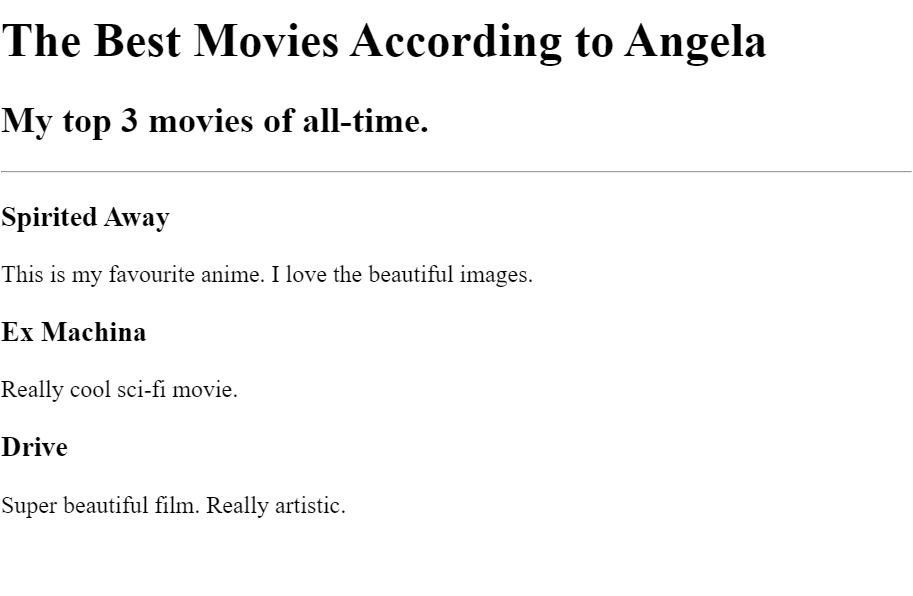 The Best Movies According to Angela
My top 3 movies of all-time.
Spirited Away
This is my favourite anime. I love the beautiful images.
Ex Machina
Really cool sci-fi movie.
Drive
Super beautiful film. Really artistic.